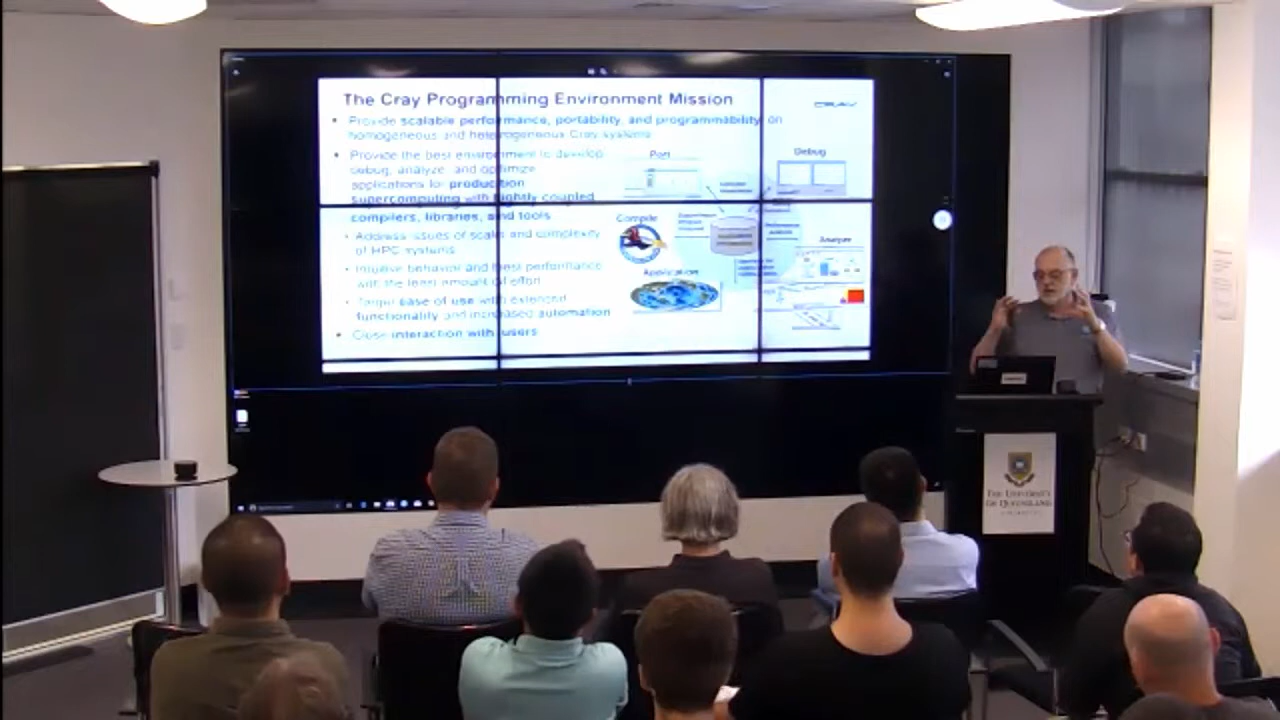 The Cray Programming Environment Mission
CRAY
• Provide scalable performance, portability, and programmability on
homogeneous and heterogeneous Cray systems
• Provide the best environment to develop
debug, analyze, and optimize
applications for production
supercomputing with tightly coupled
compilers, libraries, and tools
• Address issues of scale and complexity
of HPC systems
• Intuitive behavior and best performance
with the least amount of effort
• Target ease of use with extended
functionality and increased automation
• Close interaction with users
Port
Debug
Compile
Analyze
Application
THE UNIVERSITY
OF QUEENSLAND